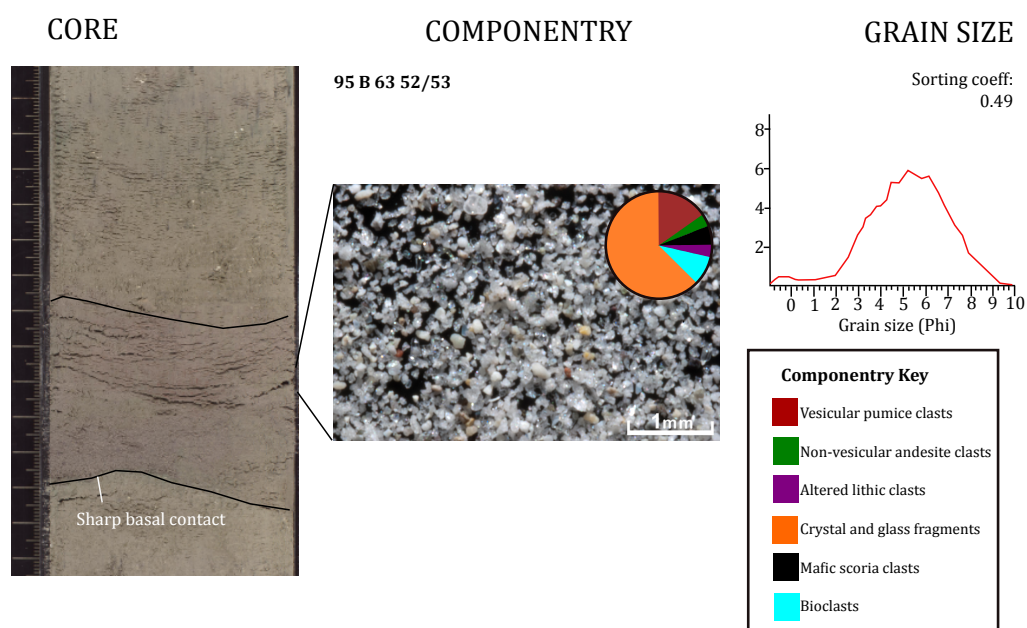 CORE
COMPONENTRY
GRAIN SIZE
95 B 63 52/53
Sorting coeff:
0.49
8
6
4
2
0 1 2 3 4 5 6 7 8 9 10
Grain size (Phi)
1mm
Sharp basal contact
Componentry Key
Vesicular pumice clasts
Non-vesicular andesite clasts
Altered lithic clasts
Crystal and glass fragments
Mafic scoria clasts
Bioclasts